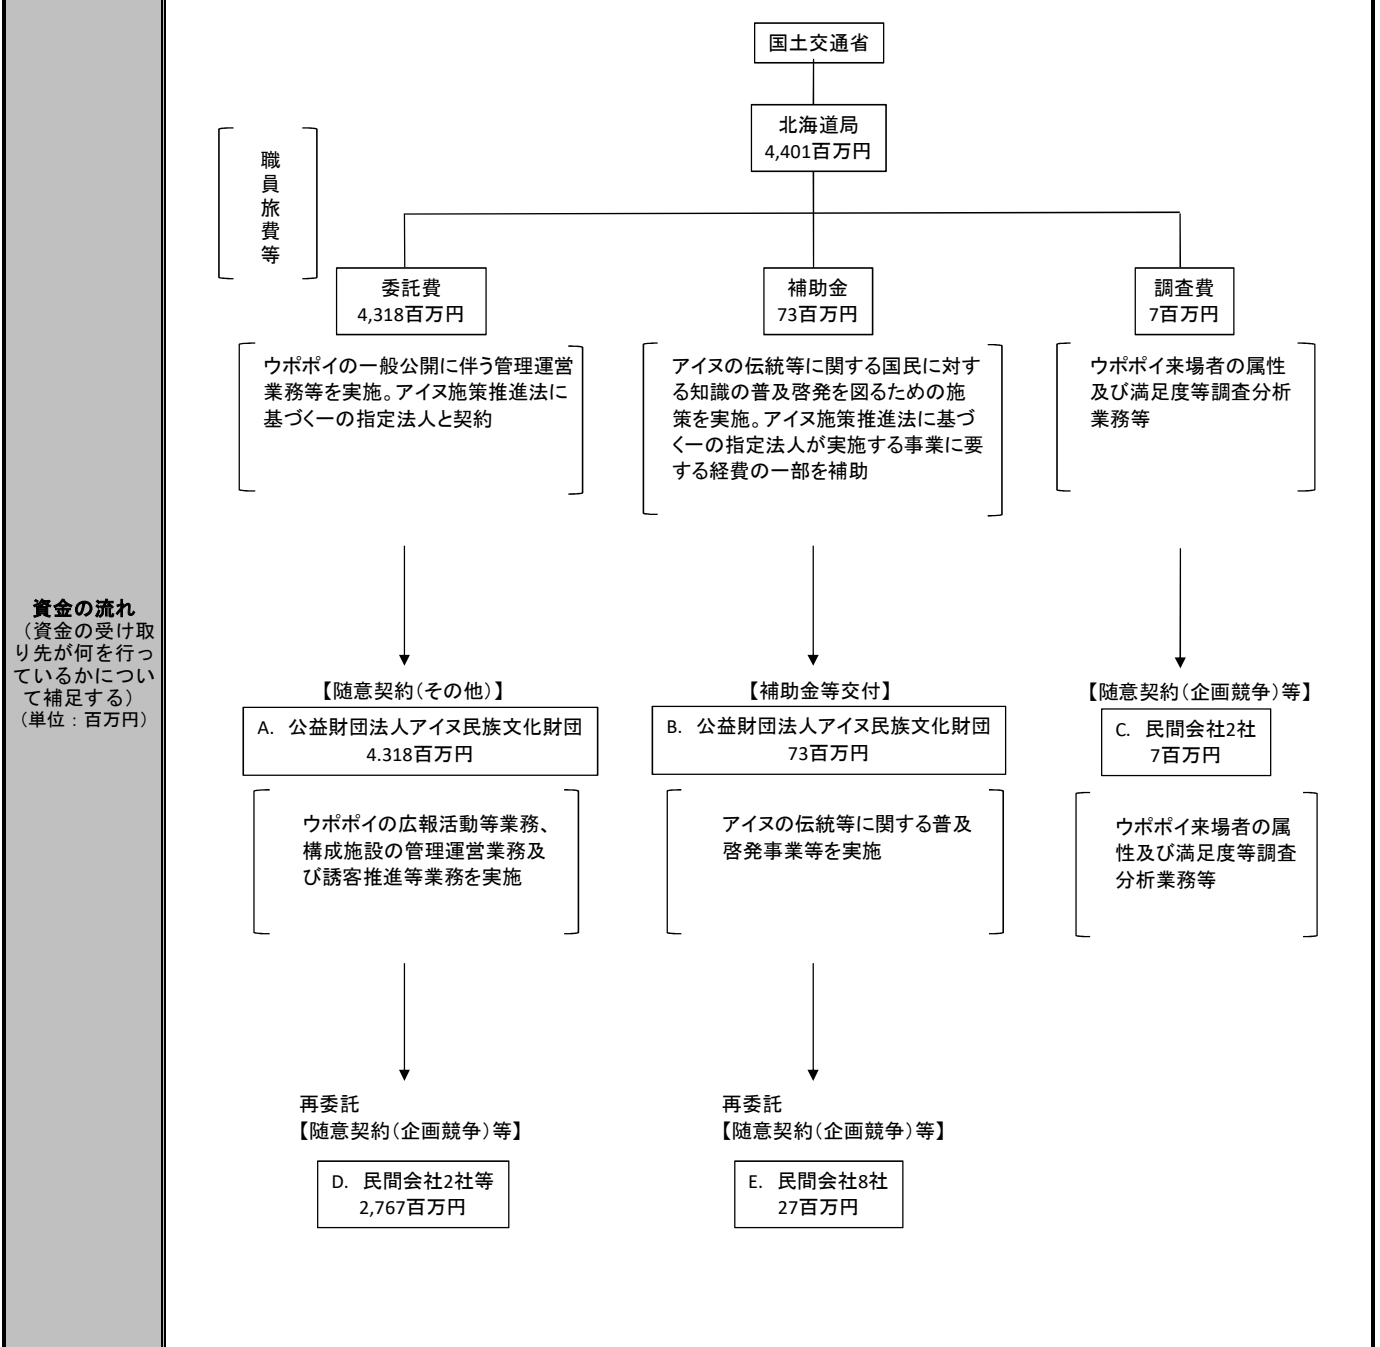 国土交通省
北海道局
4,401百万円
職員旅費等
委託費
4,318百万円
ウポポイの一般公開に伴う管理運営
業務等を実施。アイヌ施策推進法に
基づく一の指定法人と契約
補助金
73百万円
アイヌの伝統等に関する国民に対す
る知識の普及啓発を図るための施
策を実施。アイヌ施策推進法に基づ
く一の指定法人が実施する事業に要
する経費の一部を補助
調査費
7百万円
ウポポイ来場者の属性
及び満足度等調査分析
業務等
資金の流れ
（資金の受け取
り先が何を行っ
ているかについ
て補足する）
（単位：百万円）
【随意契約（その他）】
A. 公益財団法人アイヌ民族文化財団
4.318百万円
ウポポイの広報活動等業務、
構成施設の管理運営業務及
び誘客推進等業務を実施
【補助金等交付】
B. 公益財団法人アイヌ民族文化財団
73百万円
アイヌの伝統等に関する普及
啓発事業等を実施
【随意契約（企画競争）等】
C. 民間会社2社
7百万円
ウポポイ来場者の属
性及び満足度等調査
分析業務等
再委託
【随意契約（企画競争）等】
D. 民間会社2社等
2,767百万円
再委託
【随意契約（企画競争）等】
E. 民間会社8社
27百万円